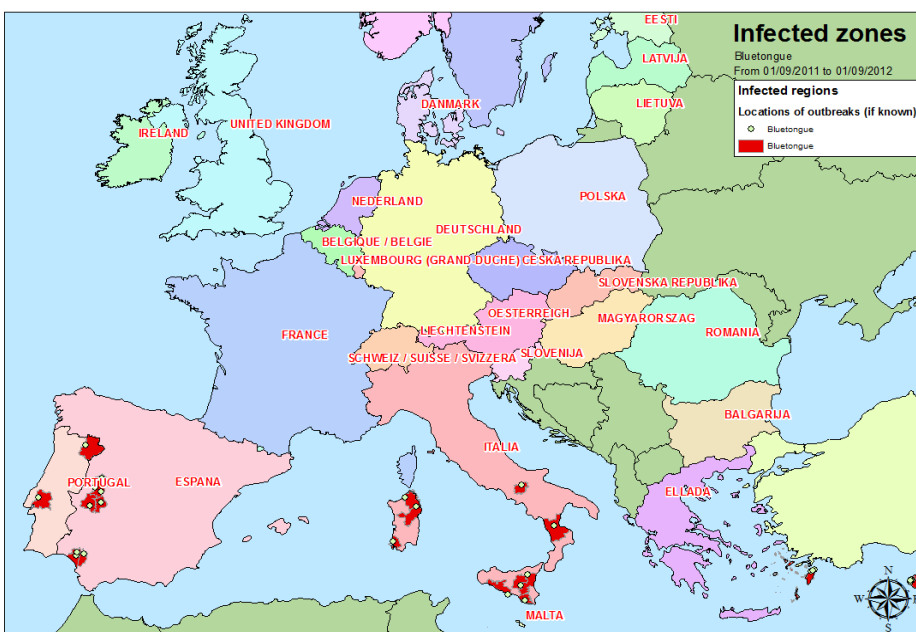 Infected zones
Bluetongue
From 01/09/2011 to 01/09/2012
Infected regions
Locations of outbreaks (if known)
Bluetongue
Bluetongue
EESTI
LATVIJA
LIETUVA
DANMARK
IRELAND
UNITED KINGDOM
NEDERLAND
POLSKA
DEUTSCHLAND
BELGIQUE / BELGIE
LUXEMBOURG (GRAND DUCHE)
CESKA REPUBLIKA
SLOVENSKA REPUBLIKA
OESTERREICH
MAGYARORSZAG
LIECHTENSTEIN
FRANCE
ROMANIA
SCHWEIZ / SUISSE / SVIZZERA
SLOVENIJA
BALGARIJA
ITALIA
PORTUGAL
ESPANA
ELLADA
MALTA
N
W
S